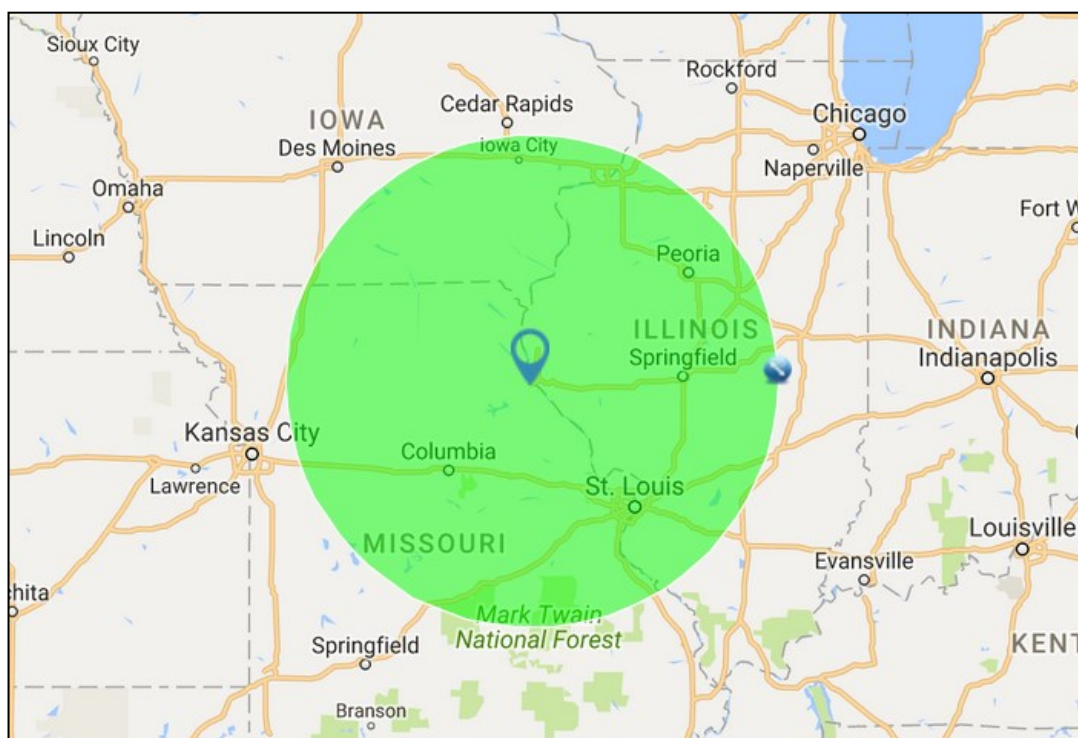 Sioux City
Rockford
Cedar Rapids
Chicago
IOWA
Des Moines
Iowa City
Naperville
Omaha
Fort W
Lincoln
Peoria
ILLINOIS
INDIANA
Springfield
Indianapolis
Kansas City
Columbia
Lawrence
St. Louis
Louisville
MISSOURI
Evansville
chita
Mark Twain
National Forest
Springfield
KENT
Branson